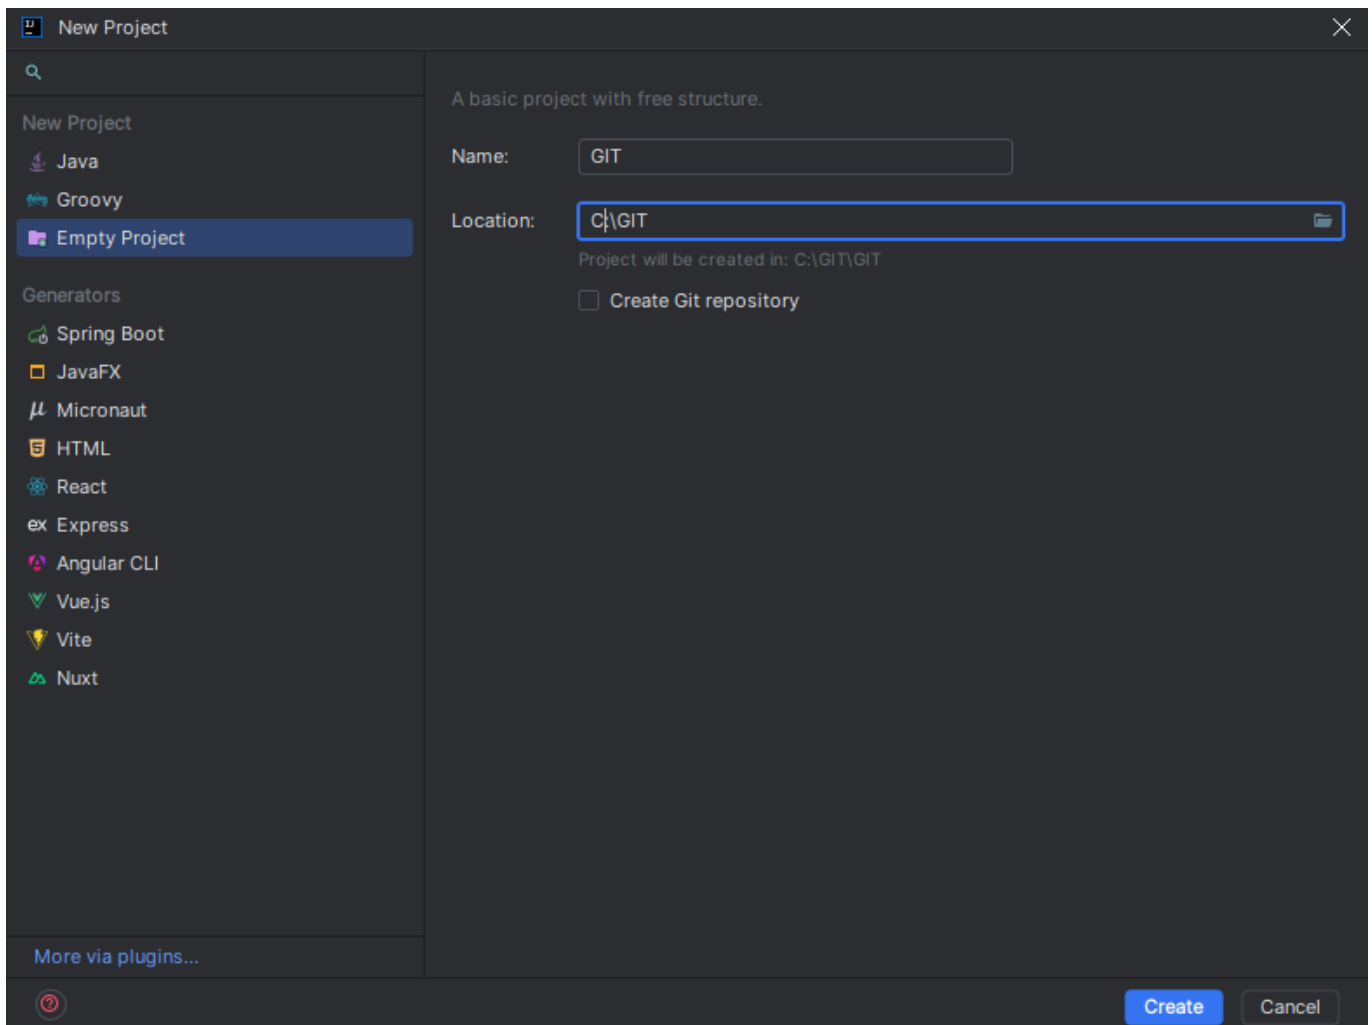 New Project
A basic project with free structure.
New Project
Java
Groovy
Empty Project
Generators
Spring Boot
JavaFX
Micronaut
HTML
React
ex Express
Angular CLI
Vue.js
Vite
Nuxt
More via plugins...
Name: GIT
Location: C:\GIT
Project will be created in: C:\GIT\GIT
Create Git repository
Create Cancel